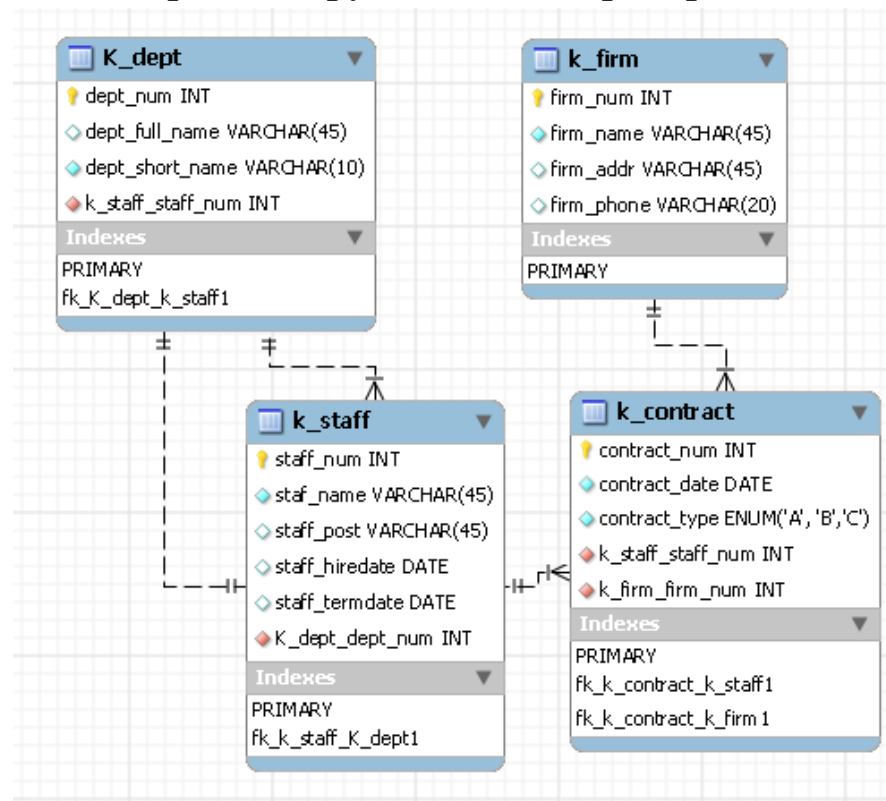 K_dept
dept_num INT
dept_full_name VARCHAR(45)
dept_short_name VARCHAR(10)
k_staff_staff_num INT
Indexes
PRIMARY
fk_K_dept_k_staff1
k_firm
firm_num INT
firm_name VARCHAR(45)
firm_addr VARCHAR(45)
firm_phone VARCHAR(20)
Indexes
PRIMARY
k_staff
staff_num INT
staf_name VARCHAR(45)
staff_post VARCHAR(45)
staff_hiredate DATE
staff_termdate DATE
K_dept_dept_num INT
Indexes
PRIMARY
fk_k_staff_K_dept1
k_contract
contract_num INT
contract_date DATE
contract_type ENUM('A', 'B','C')
k_staff_staff_num INT
k_firm_firm_num INT
Indexes
PRIMARY
fk_k_contract_k_staff1
fk_k_contract_k_firm1